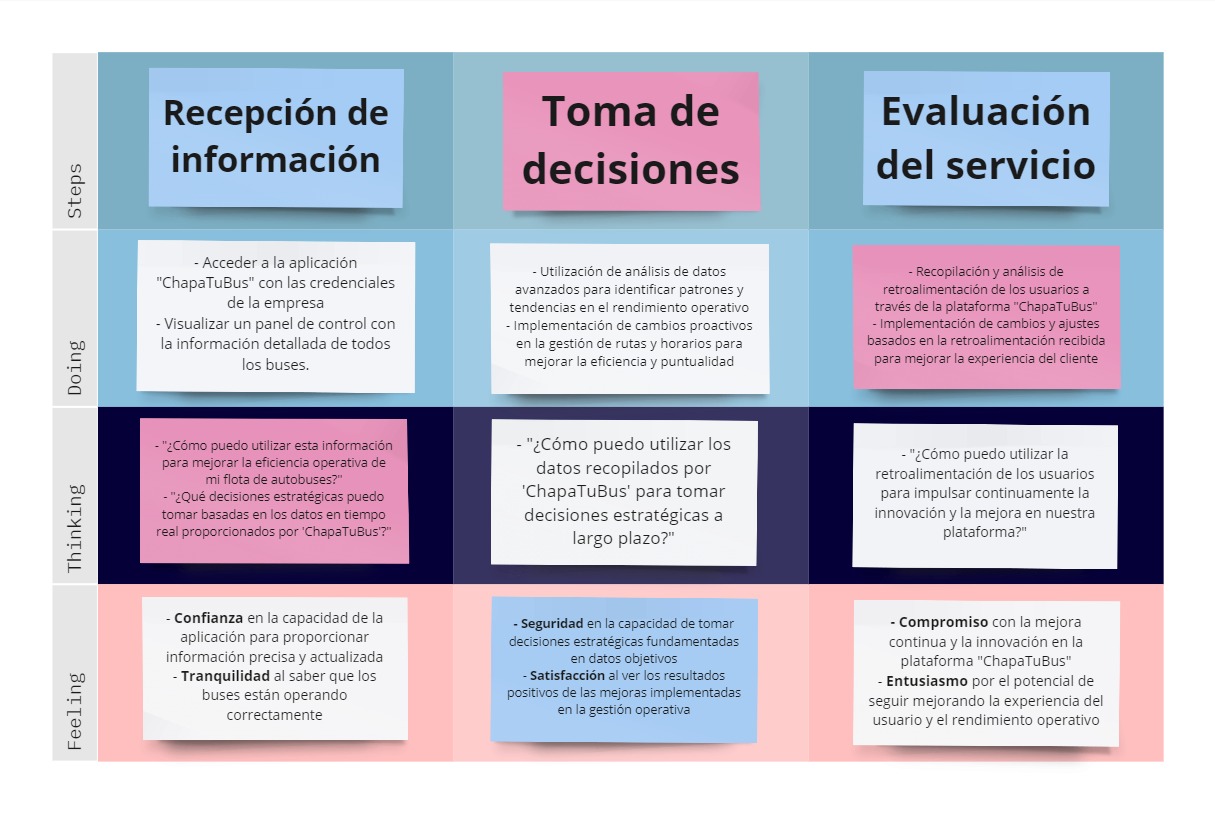 Steps
Recepción de
información
Toma de
decisiones
Evaluación
del servicio
Doing
- Acceder a la aplicación
"ChapaTuBus" con las credenciales
de la empresa
- Visualizar un panel de control con
la información detallada de todos
los buses.
- Utilización de análisis de datos
avanzados para identificar patrones y
tendencias en el rendimiento operativo
- Implementación de cambios proactivos
en la gestión de rutas y horarios para
mejorar la eficiencia y puntualidad
- Recopilación y análisis de
retroalimentación de los usuarios a
través de la plataforma "ChapaTuBus"
- Implementación de cambios y ajustes
basados en la retroalimentación recibida
para mejorar la experiencia del cliente
Thinking
- "¿Cómo puedo utilizar esta información
para mejorar la eficiencia operativa de
mi flota de autobuses?"
- "¿Qué decisiones estratégicas puedo
tomar basadas en los datos en tiempo
real proporcionados por 'ChapaTuBus'?"
- "¿Cómo puedo utilizar los
datos recopilados por
'ChapaTuBus' para tomar
decisiones estratégicas a
largo plazo?"
- "¿Cómo puedo utilizar la
retroalimentación de los usuarios
para impulsar continuamente la
innovación y la mejora en nuestra
plataforma?"
Feeling
- Confianza en la capacidad de la
aplicación para proporcionar
información precisa y actualizada
- Tranquilidad al saber que los
buses están operando
correctamente
- Seguridad en la capacidad de tomar
decisiones estratégicas fundamentadas
en datos objetivos
- Satisfacción al ver los resultados
positivos de las mejoras implementadas
en la gestión operativa
- Compromiso con la mejora
continua y la innovación en la
plataforma "ChapaTuBus"
- Entusiasmo por el potencial de
seguir mejorando la experiencia del
usuario y el rendimiento operativo